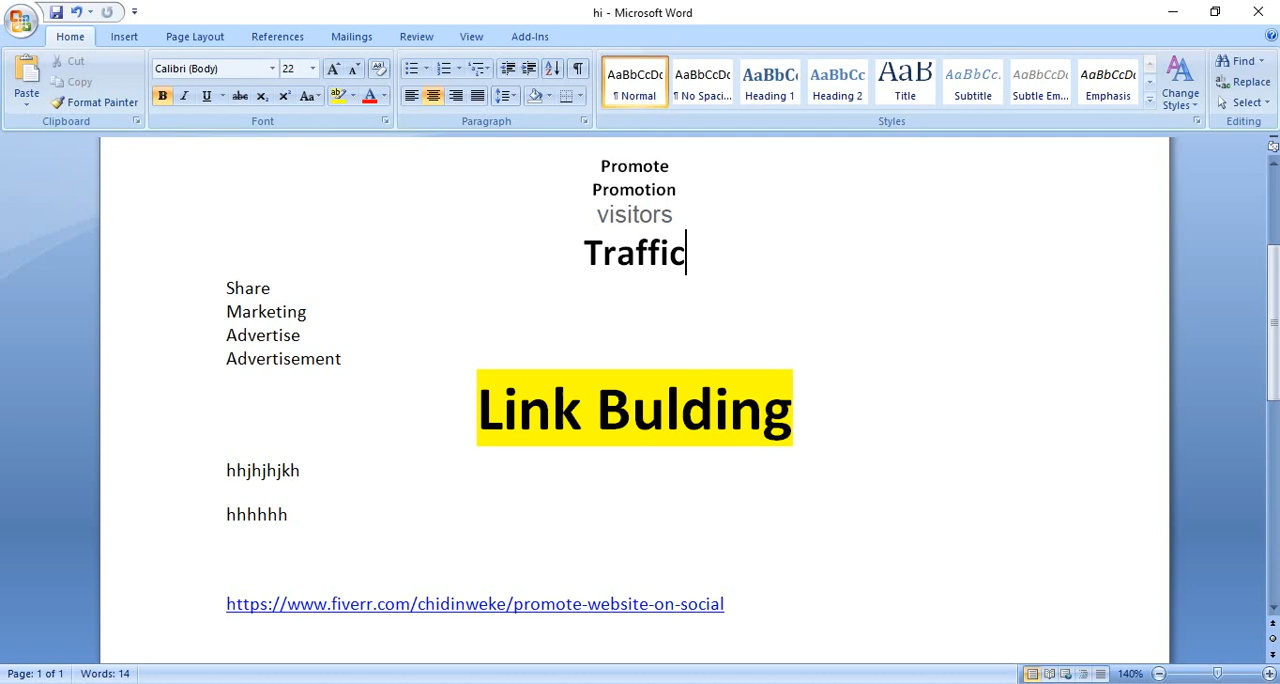 hi - Microsoft Word
Home Insert Page Layout References Mailings Review View Add-Ins
Paste
Cut
Copy
Format Painter
Clipboard
Calibri (Body) 22
Font
Paragraph
AaBbCcDc AaBbCcDc AaBbCc AaBbCc AaB AaBbCc. AaBbCcDc AaBbCcDc
¶ Normal ¶ No Spaci... Heading 1 Heading 2 Title Subtitle Subtle Em... Emphasis
Change Styles
Styles
Find
Replace
Select
Editing
Promote
Promotion
visitors
Traffic
Share
Marketing
Advertise
Advertisement
Link Bulding
hhjhjhjkh
hhhhhh
https://www.fiverr.com/chidinweke/promote-website-on-social
Page: 1 of 1 Words: 14 140%